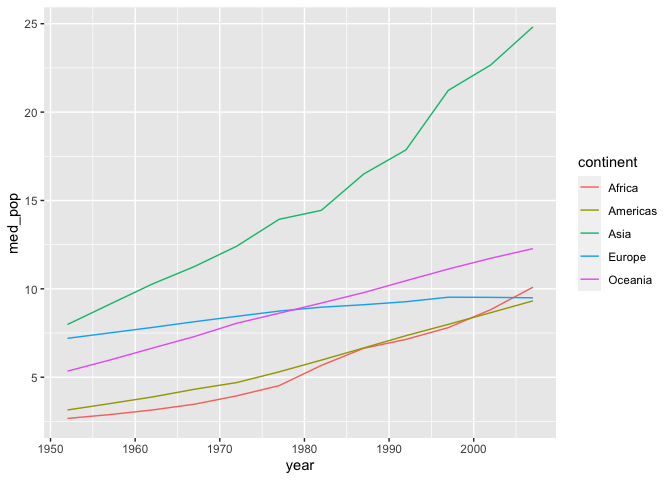 25
20
15
10
5
med_pop
1950
1960
1970
1980
1990
2000
year
continent
Africa
Americas
Asia
Europe
Oceania